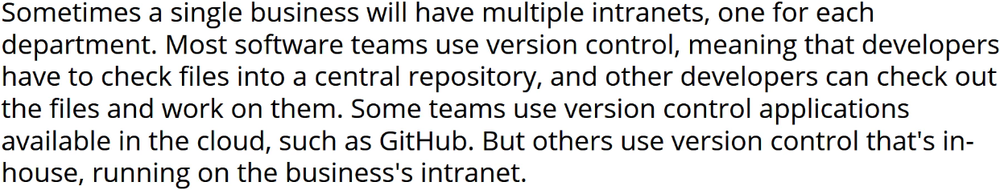 Sometimes a single business will have multiple intranets, one for each
department. Most software teams use version control, meaning that developers
have to check files into a central repository, and other developers can check out
the files and work on them. Some teams use version control applications
available in the cloud, such as GitHub. But others use version control that's in-
house, running on the business's intranet.